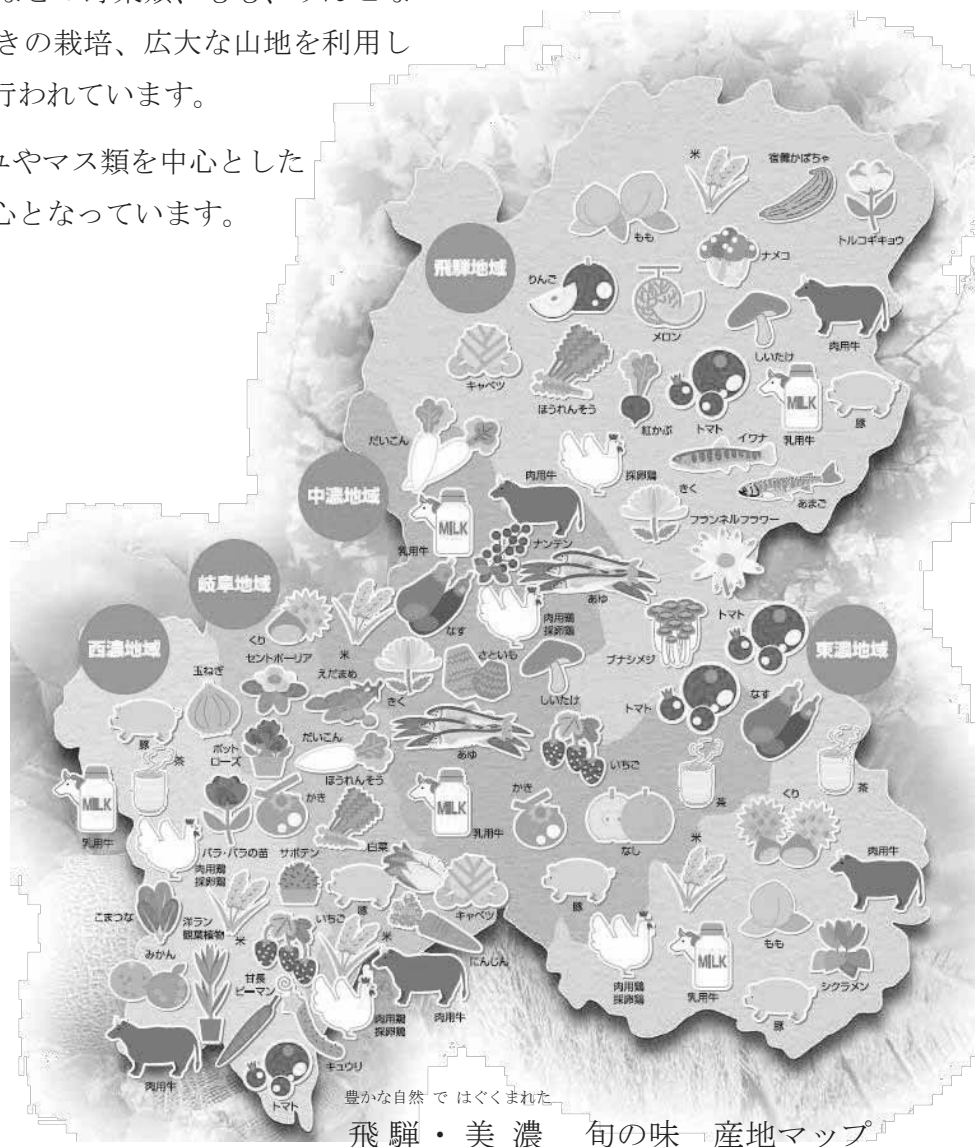 きの栽培、広大な山地を利用し
行われています。
みやマス類を中心とした
心となっています。
米
宿儺かぼちゃ
もも
トルコギキョウ
ナメコ
飛騨地域
りんご
メロン
しいたけ
肉用牛
キャベツ
ほうれんそう
紅かぶ
トマト
MILK
乳用牛
豚
だいこん
イワナ
肉用牛
採卵鶏
きく
あまご
中濃地域
フランネルフラワー
MILK
乳用牛
ナンテン
岐阜地域
あゆ
なす
肉用鶏
採卵鶏
トマト
西濃地域
くり
セントポーリア
米
さといも
ブナシメジ
東濃地域
玉ねぎ
えだまめ
きく
しいたけ
トマト
なす
豚
茶
ポット
ローズ
だいこん
あゆ
いちご
ほうれんそう
茶
茶
MILK
乳用牛
かき
MILK
乳用牛
かき
なし
くり
バラ・バラの苗
サボテン
白菜
米
肉用牛
肉用鶏
採卵鶏
豚
キャベツ
豚
こまつな
洋ラン
観葉植物
米
いちご
米
にんじん
もも
みかん
甘長
ピーマン
MILK
シクラメン
肉用鶏
採卵鶏
肉用牛
肉用鶏
採卵鶏
乳用牛
豚
肉用牛
キュウリ
トマト
豊かな自然 で はぐくまれた
飛騨・美濃 旬の味 産地マップ